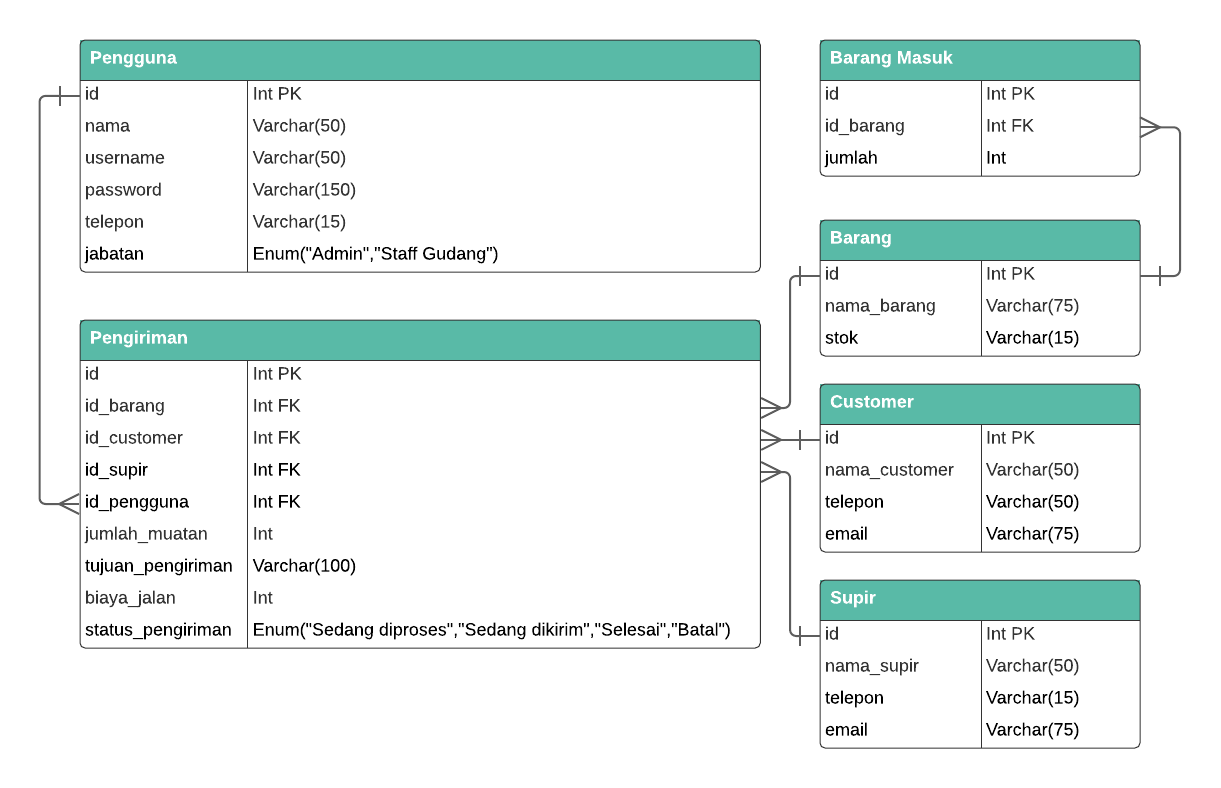 Pengguna
id Int PK
nama Varchar(50)
username Varchar(50)
password Varchar(150)
telepon Varchar(15)
jabatan Enum("Admin","Staff Gudang")
Pengiriman
id Int PK
id_barang Int FK
id_customer Int FK
id_supir Int FK
id_pengguna Int FK
jumlah_muatan Int
tujuan_pengiriman Varchar(100)
biaya_jalan Int
status_pengiriman Enum("Sedang diproses","Sedang dikirim","Selesai","Batal")
Barang Masuk
id Int PK
id_barang Int FK
jumlah Int
Barang
id Int PK
nama_barang Varchar(75)
stok Varchar(15)
Customer
id Int PK
nama_customer Varchar(50)
telepon Varchar(50)
email Varchar(75)
Supir
id Int PK
nama_supir Varchar(50)
telepon Varchar(15)
email Varchar(75)